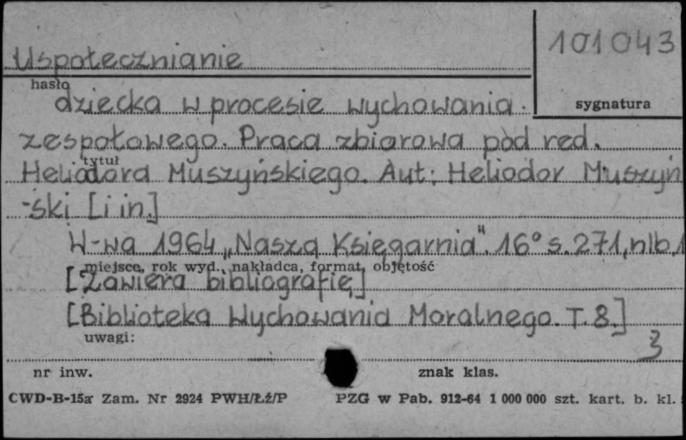 Uspołecznianie
101043
hasło
sygnatura
dziecka w procesie wychowania
zespołowego. Praca zbiorowa pod red.
tytuł
Heliodora Muszyńskiego. Aut: Heliodor Muszyń
-ski [i in.]
W-wa 1964 „Nasza Księgarnia". 16° s. 271, nlb. 1
miejsce, rok wyd., nakładca, format, objętość
[Zawiera bibliografię]
[Biblioteka Wychowania Moralnego. T. 8.]
uwagi:
3
nr inw.
znak klas.
CWD-B-15a Zam. Nr 2924 PWH/Łż/P
PZG w Pab. 912-64 1 000 000 szt. kart. b. kl.